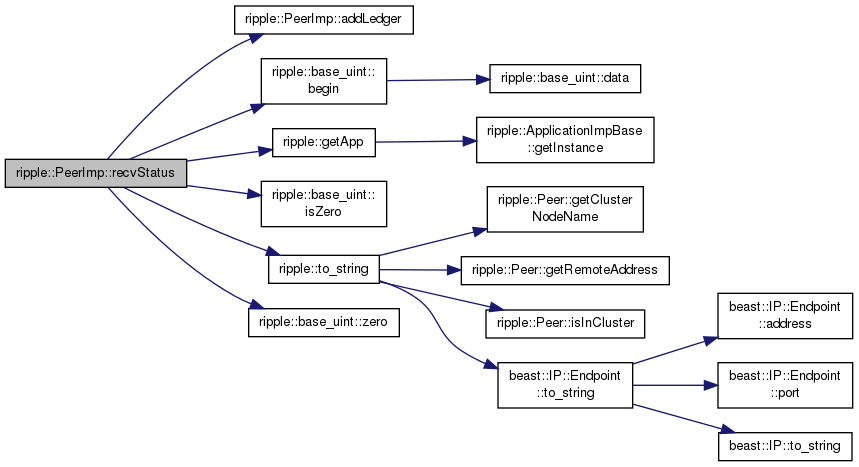 ripple::PeerImp::recvStatus
ripple::PeerImp::addLedger
ripple::base_uint::
begin
ripple::base_uint::data
ripple::getApp
ripple::ApplicationImpBase
::getInstance
ripple::base_uint::
isZero
ripple::to_string
ripple::Peer::getCluster
NodeName
ripple::Peer::getRemoteAddress
ripple::Peer::isInCluster
beast::IP::Endpoint
::to_string
beast::IP::Endpoint
::address
beast::IP::Endpoint
::port
beast::IP::to_string
ripple::base_uint::zero